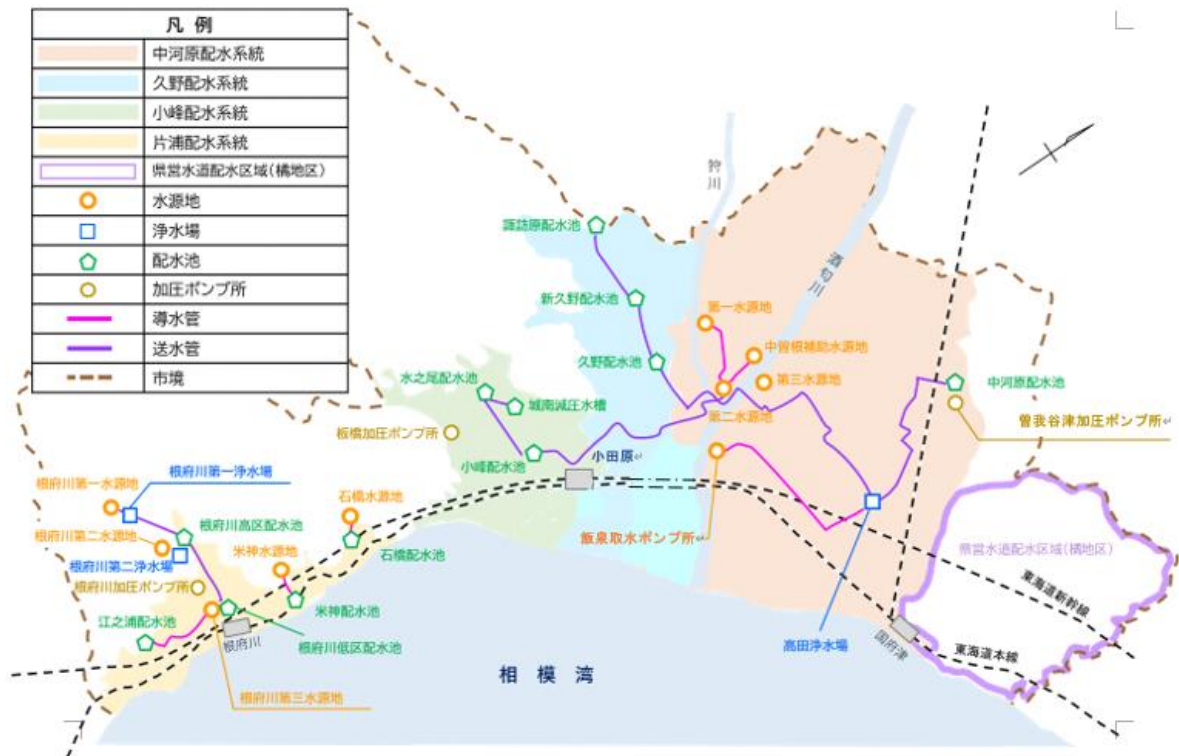 凡 例
中河原配水系統
久野配水系統
小峰配水系統
片浦配水系統
県営水道配水区域(橘地区)
水源地
浄水場
配水池
加圧ポンプ所
導水管
送水管
市境
狩川
酒匂川
諏訪原配水池
新久野配水池
久野配水池
第一水源地
中曽根補助水源地
第三水源地
第二水源地
中河原配水池
曽我谷津加圧ポンプ所
水之尾配水池
城南減圧水槽
板橋加圧ポンプ所
小峰配水池
小田原
飯泉取水ポンプ所
根府川第一浄水場
根府川第一水源地
石橋水源地
根府川高区配水池
根府川第二水源地
米神水源地
石橋配水池
根府川第二浄水場
根府川加圧ポンプ所
江之浦配水池
米神配水池
根府川
根府川低区配水池
根府川第三水源地
県営水道配水区域(橘地区)
東海道新幹線
東海道本線
国府津
高田浄水場
相 模 湾